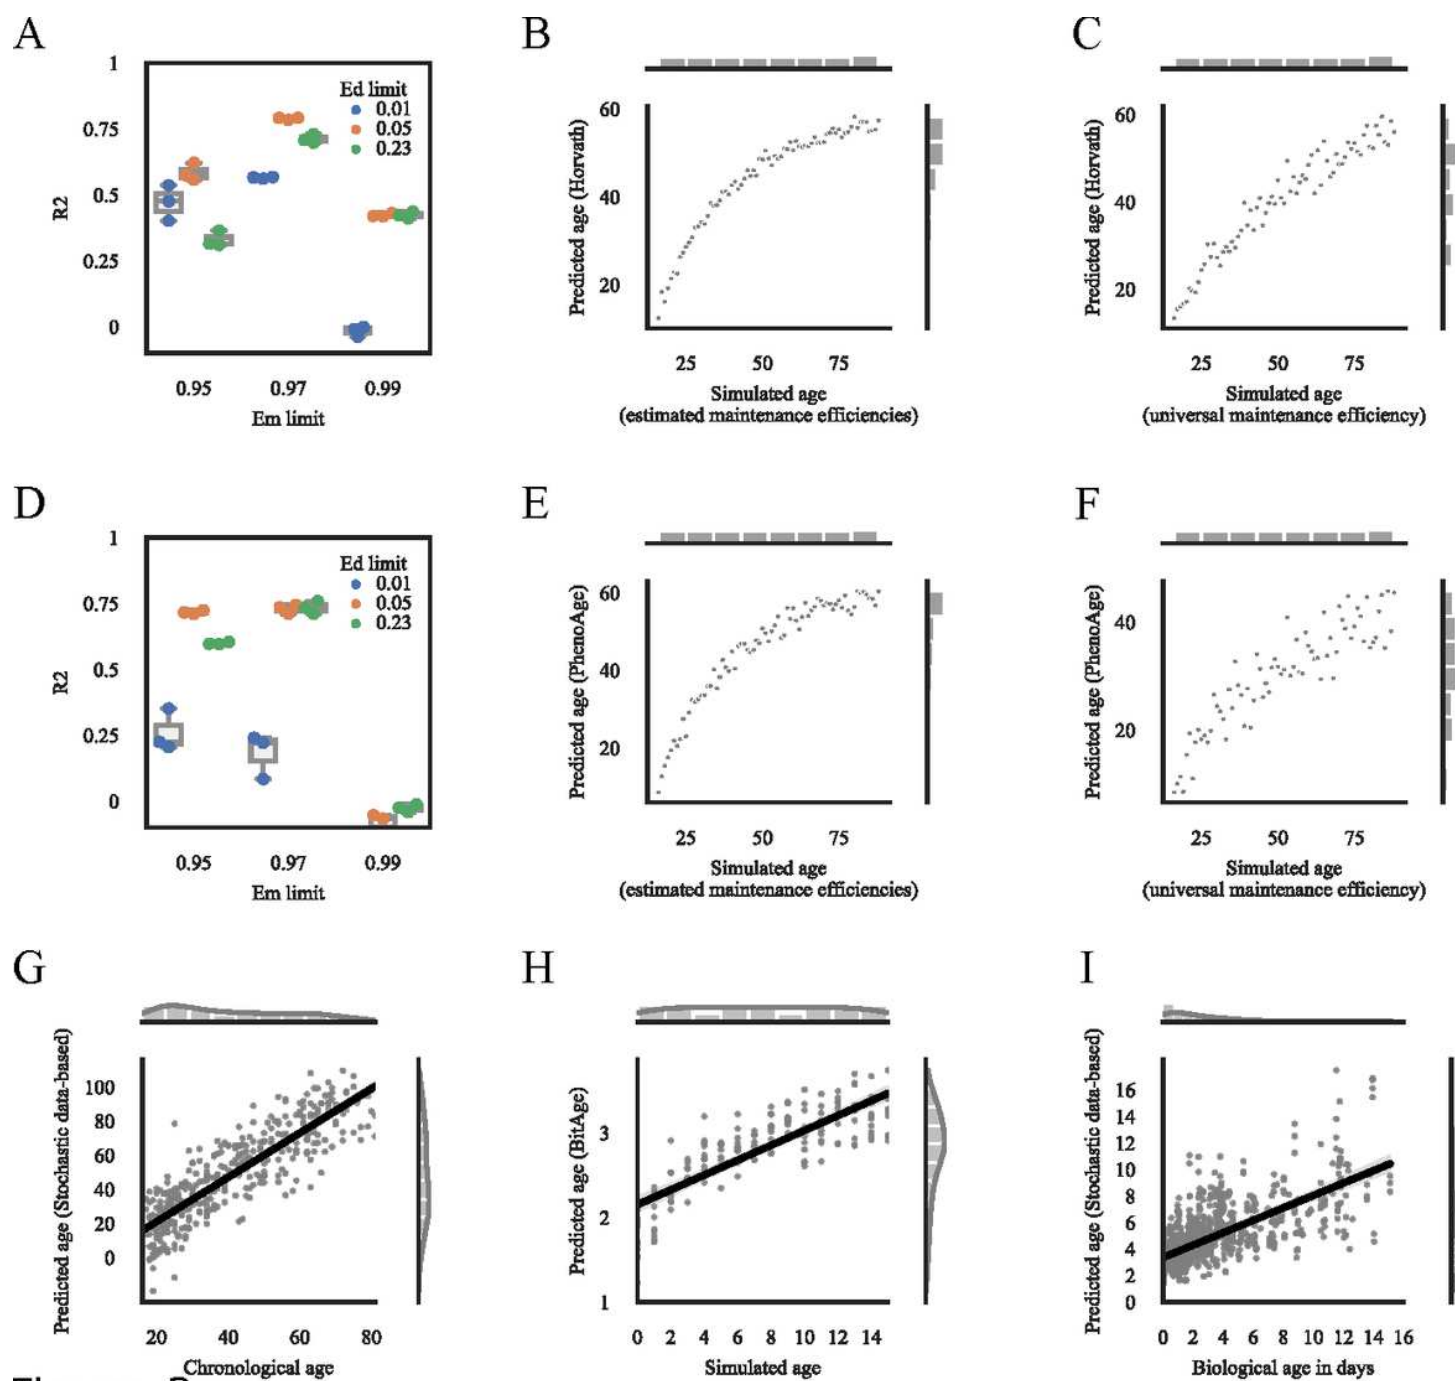 A
1
0.75
0.5
0.25
0
R2
Ed limit
0.01
0.05
0.23
0.95 0.97 0.99
Em limit
B
60
40
20
Predicted age (Horvath)
25 50 75
Simulated age
(estimated maintenance efficiencies)
C
60
40
20
Predicted age (Horvath)
25 50 75
Simulated age
(universal maintenance efficiency)
D
1
0.75
0.5
0.25
0
R2
Ed limit
0.01
0.05
0.23
0.95 0.97 0.99
Em limit
E
60
40
20
Predicted age (PhenoAge)
25 50 75
Simulated age
(estimated maintenance efficiencies)
F
40
20
Predicted age (PhenoAge)
25 50 75
Simulated age
(universal maintenance efficiency)
G
100
80
60
40
20
0
Predicted age (Stochastic data-based)
20 40 60 80
Chronological age
H
3
2
1
Predicted age (BitAge)
0 2 4 6 8 10 12 14
Simulated age
I
16
14
12
10
8
6
4
2
0
Predicted age (Stochastic data-based)
0 2 4 6 8 10 12 14 16
Biological age in days